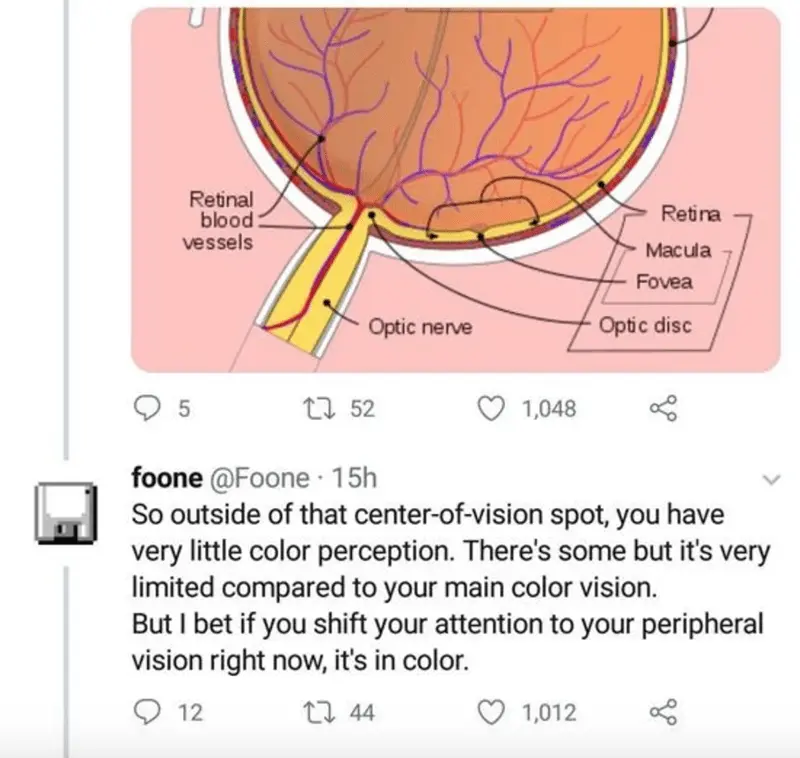 Retinal
blood
vessels
Retina
Macula
Fovea
Optic nerve
Optic disc
5 52 1,048
foone @Foone · 15h
So outside of that center-of-vision spot, you have
very little color perception. There's some but it's very
limited compared to your main color vision.
But I bet if you shift your attention to your peripheral
vision right now, it's in color.
12 44 1,012